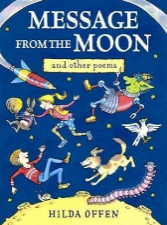 MESSAGE
FROM THE MOON
and other poems
HILDA OFFEN